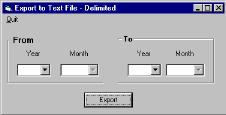 Export to Text File - Delimited
Quit
From To
Year Month Year Month
Export